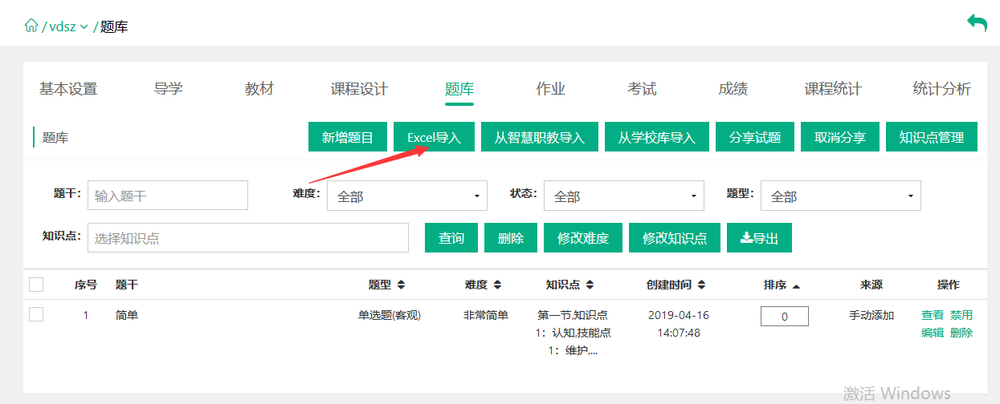 / vdsz / 题库
基本设置 导学 教材 课程设计 题库 作业 考试 成绩 课程统计 统计分析
题库 新增题目 Excel导入 从智慧职教导入 从学校库导入 分享试题 取消分享 知识点管理
题干: 输入题干 难度: 全部 状态: 全部 题型: 全部
知识点: 选择知识点 查询 删除 修改难度 修改知识点 导出
序号 题干 题型 难度 知识点 创建时间 排序 来源 操作
1 简单 单选题(客观) 非常简单 第一节,知识点 2019-04-16 0 手动添加 查看 禁用
1：认知,技能点 14:07:48 编辑 删除
1：维护,...
激活 Windows